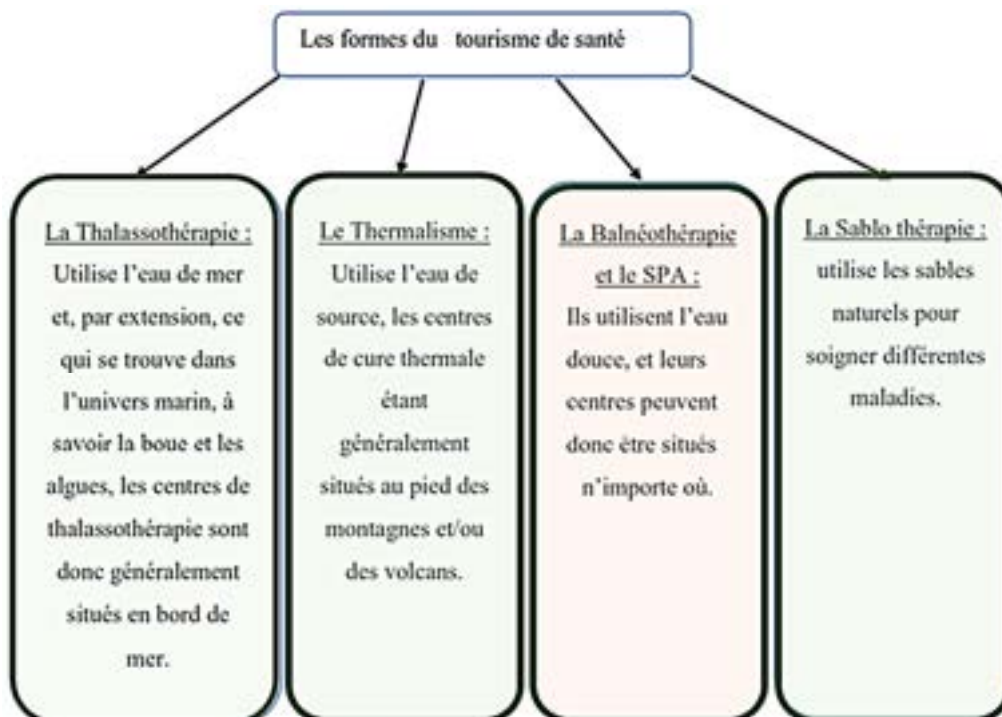 Les formes du tourisme de santé
La Thalassothérapie :
Utilise l’eau de mer
et, par extension, ce
qui se trouve dans
l’univers marin, à
savoir la boue et les
algues, les centres de
thalassothérapie sont
donc généralement
situés en bord de
mer.
Le Thermalisme :
Utilise l’eau de
source, les centres
de cure thermale
étant
généralement
situés au pied des
montagnes et/ou
des volcans.
La Balnéothérapie
et le SPA :
Ils utilisent l’eau
douce, et leurs
centres peuvent
donc être situés
n’importe où.
La Sablo thérapie :
utilise les sables
naturels pour
soigner différentes
maladies.